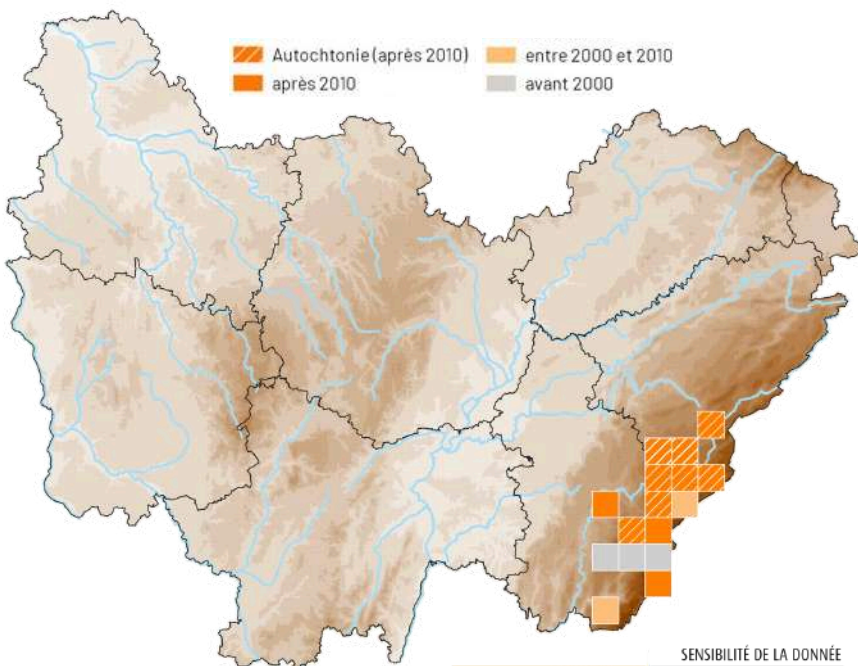 Autochtonie (après 2010)
entre 2000 et 2010
après 2010
avant 2000
SENSIBILITÉ DE LA DONNÉE